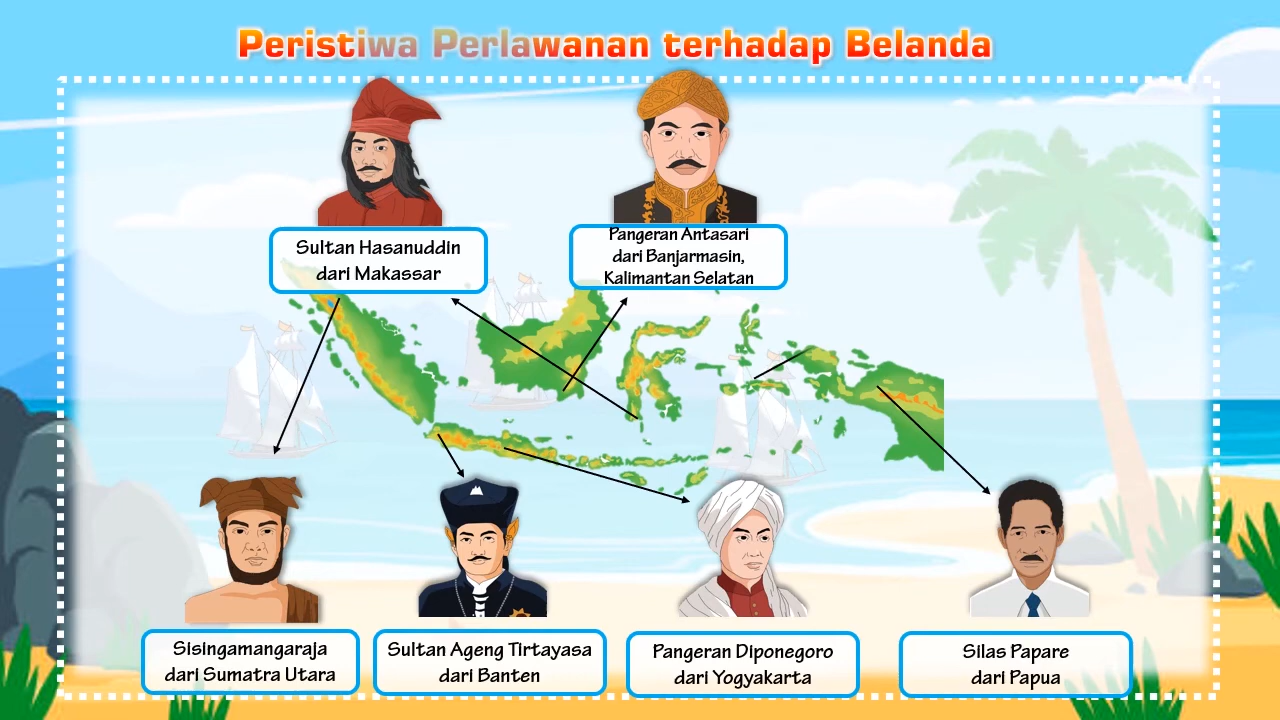 Peristiwa Perlawanan terhadap Belanda
Sultan Hasanuddin
dari Makassar
Pangeran Antasari
dari Banjarmasin,
Kalimantan Selatan
Sisingamangaraja
dari Sumatra Utara
Sultan Ageng Tirtayasa
dari Banten
Pangeran Diponegoro
dari Yogyakarta
Silas Papare
dari Papua